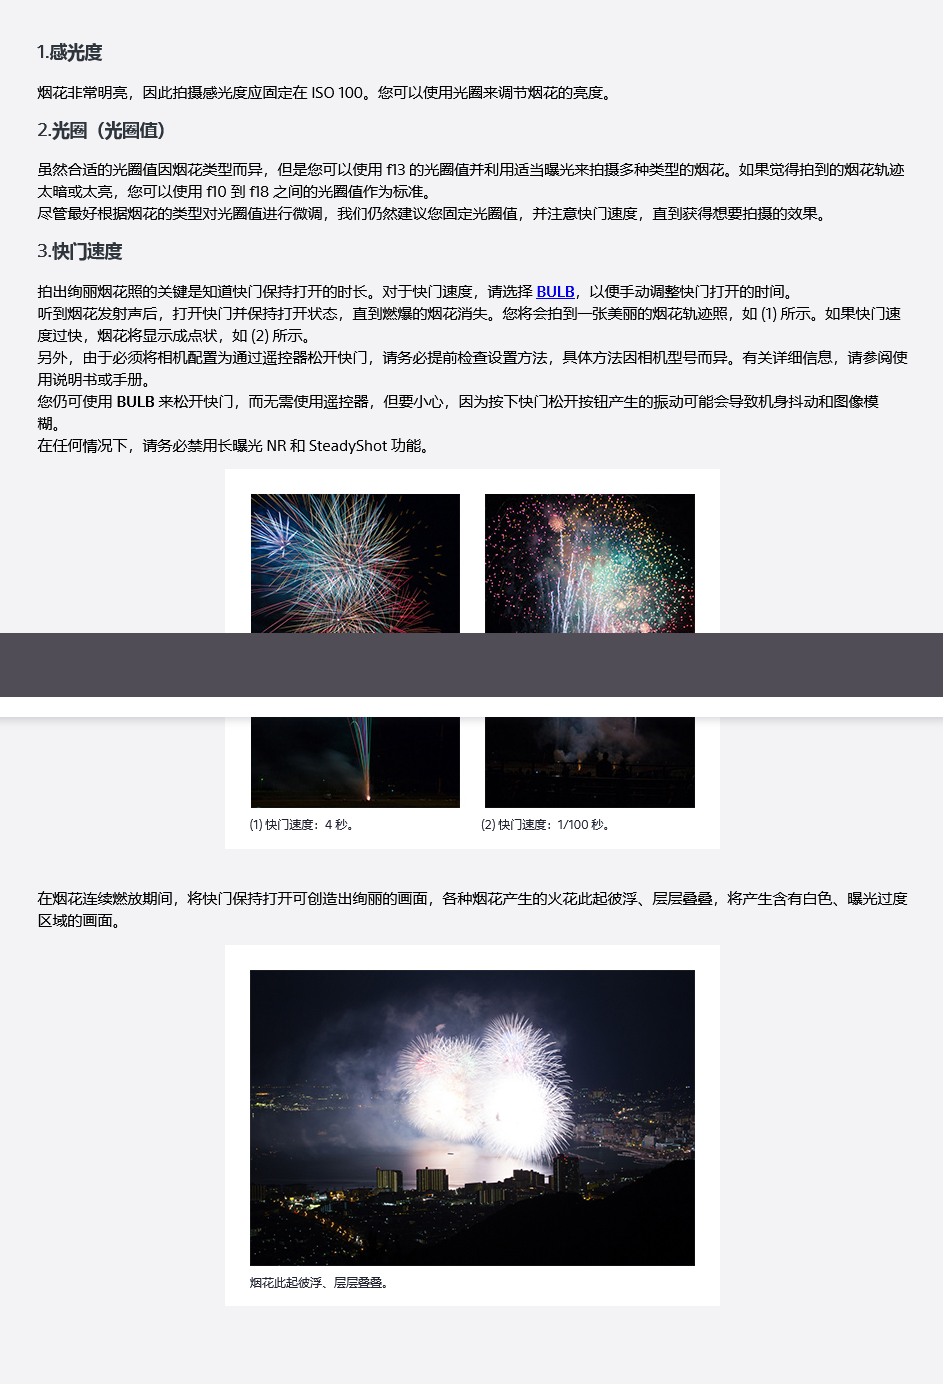 1.感光度
烟花非常明亮，因此拍摄感光度应固定在 ISO 100。您可以使用光圈来调节烟花的亮度。
2.光圈（光圈值）
虽然合适的光圈值因烟花类型而异，但是您可以使用 f13 的光圈值并利用适当曝光来拍摄多种类型的烟花。如果觉得拍到的烟花轨迹
太暗或太亮，您可以使用 f10 到 f18 之间的光圈值作为标准。
尽管最好根据烟花的类型对光圈值进行微调，我们仍然建议您固定光圈值，并注意快门速度，直到获得想要拍摄的效果。
3.快门速度
拍出绚丽烟花照的关键是知道快门保持打开的时长。对于快门速度，请选择 BULB，以便手动调整快门打开的时间。
听到烟花发射声后，打开快门并保持打开状态，直到燃爆的烟花消失。您将会拍到一张美丽的烟花轨迹照，如 (1) 所示。如果快门速
度过快，烟花将显示成点状，如 (2) 所示。
另外，由于必须将相机配置为通过遥控器松开快门，请务必提前检查设置方法，具体方法因相机型号而异。有关详细信息，请参阅使
用说明书或手册。
您仍可使用 BULB 来松开快门，而无需使用遥控器，但要小心，因为按下快门松开按钮产生的振动可能会导致机身抖动和图像模
糊。
在任何情况下，请务必禁用长曝光 NR 和 SteadyShot 功能。
(1) 快门速度：4 秒。
(2) 快门速度：1/100 秒。
在烟花连续燃放期间，将快门保持打开可创造出绚丽的画面，各种烟花产生的火花此起彼浮、层层叠叠，将产生含有白色、曝光过度
区域的画面。
烟花此起彼浮、层层叠叠。